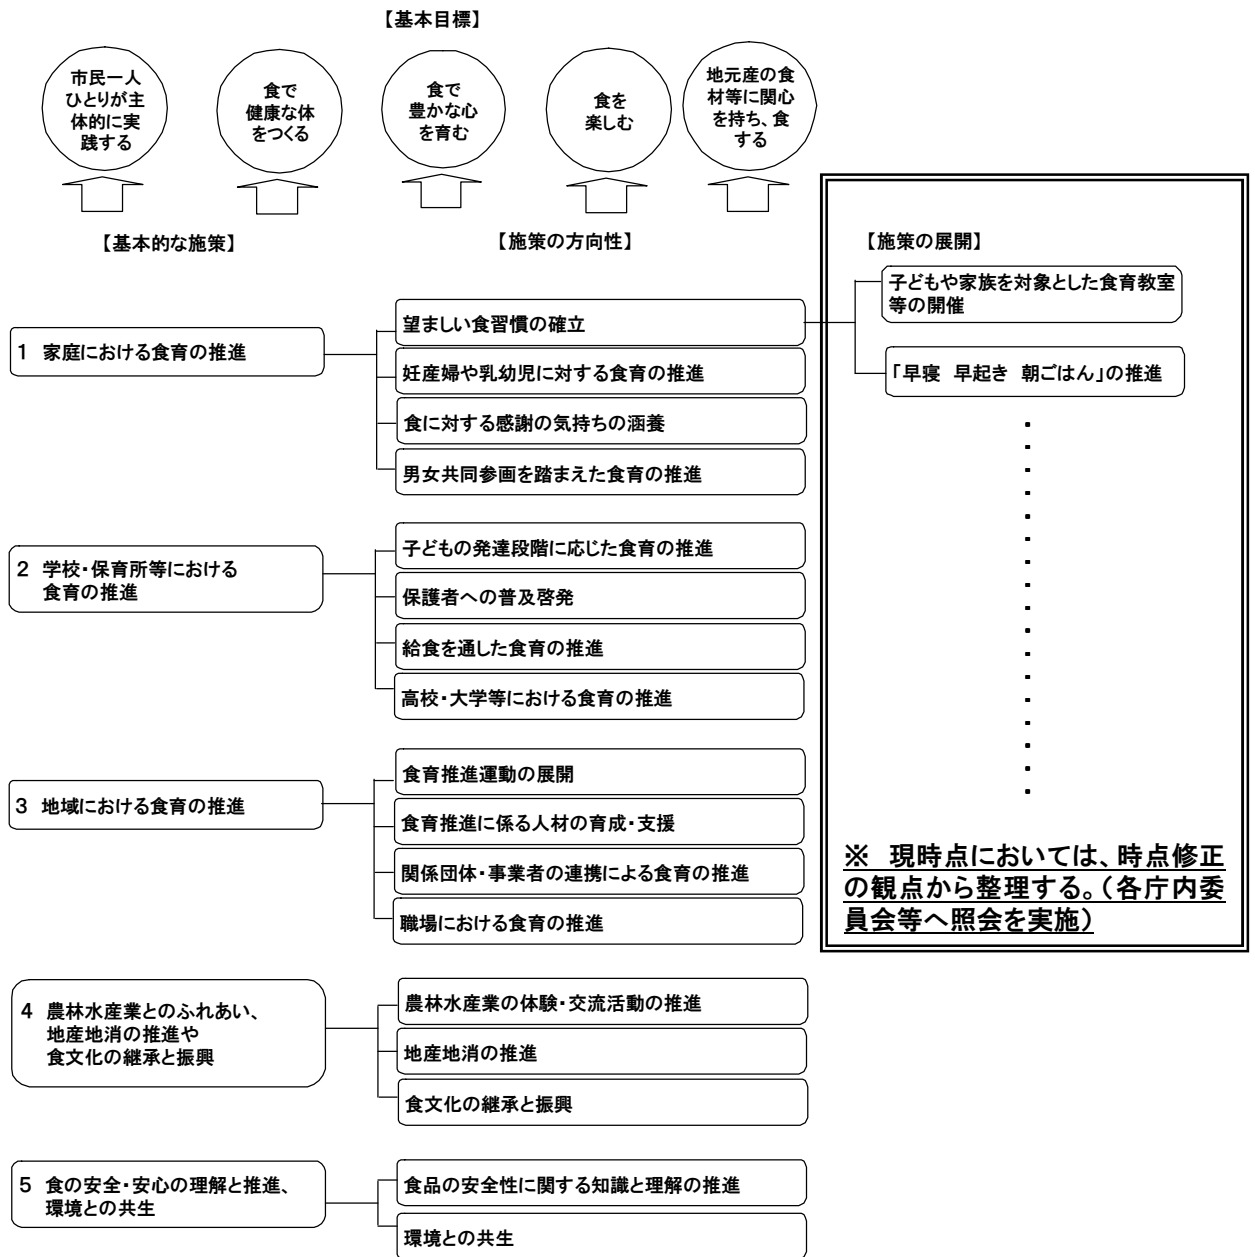 【基本目標】
市民一人
ひとりが主
体的に実
践する
食で
健康な体
をつくる
食で
豊かな心
を育む
食を
楽しむ
地元産の食
材等に関心
を持ち、食
する
【基本的な施策】
【施策の方向性】
【施策の展開】
1 家庭における食育の推進
望ましい食習慣の確立
妊産婦や乳幼児に対する食育の推進
食に対する感謝の気持ちの涵養
男女共同参画を踏まえた食育の推進
子どもや家族を対象とした食育教室
等の開催
「早寝 早起き 朝ごはん」の推進
2 学校・保育所等における
食育の推進
子どもの発達段階に応じた食育の推進
保護者への普及啓発
給食を通した食育の推進
高校・大学等における食育の推進
3 地域における食育の推進
食育推進運動の展開
食育推進に係る人材の育成・支援
関係団体・事業者の連携による食育の推進
職場における食育の推進
※ 現時点においては、時点修正
の観点から整理する。（各庁内委
員会等へ照会を実施）
4 農林水産業とのふれあい、
地産地消の推進や
食文化の継承と振興
農林水産業の体験・交流活動の推進
地産地消の推進
食文化の継承と振興
5 食の安全・安心の理解と推進、
環境との共生
食品の安全性に関する知識と理解の推進
環境との共生